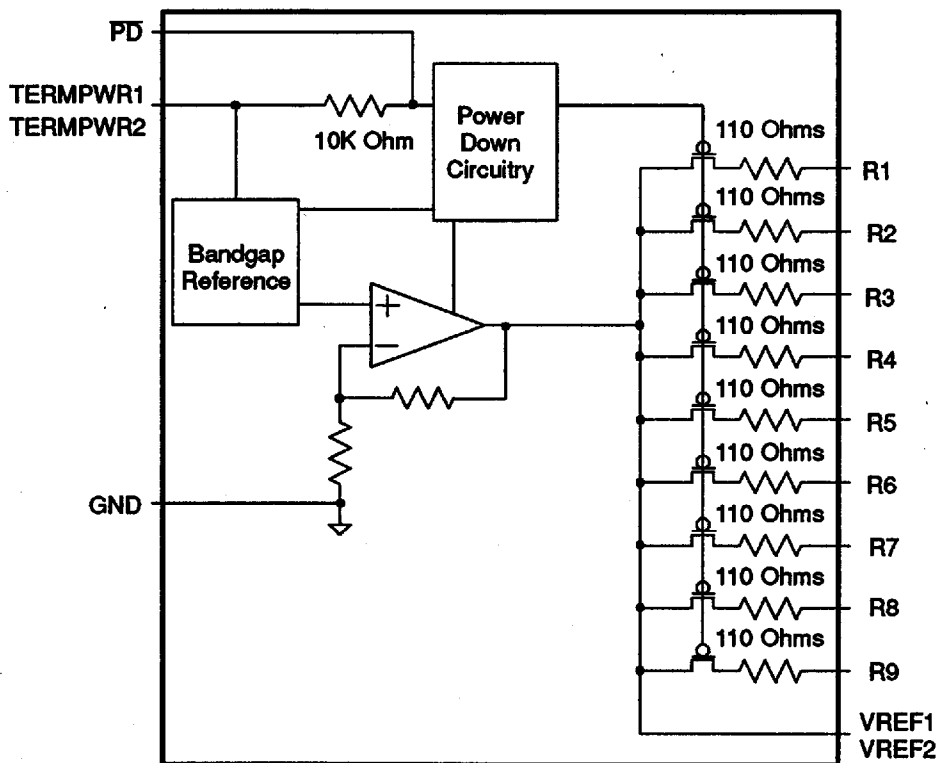 PD
TERMPWR1
TERMPWR2
10K Ohm
Power
Down
Circuitry
Bandgap
Reference
+
−
GND
110 Ohms
R1
110 Ohms
R2
110 Ohms
R3
110 Ohms
R4
110 Ohms
R5
110 Ohms
R6
110 Ohms
R7
110 Ohms
R8
110 Ohms
R9
VREF1
VREF2